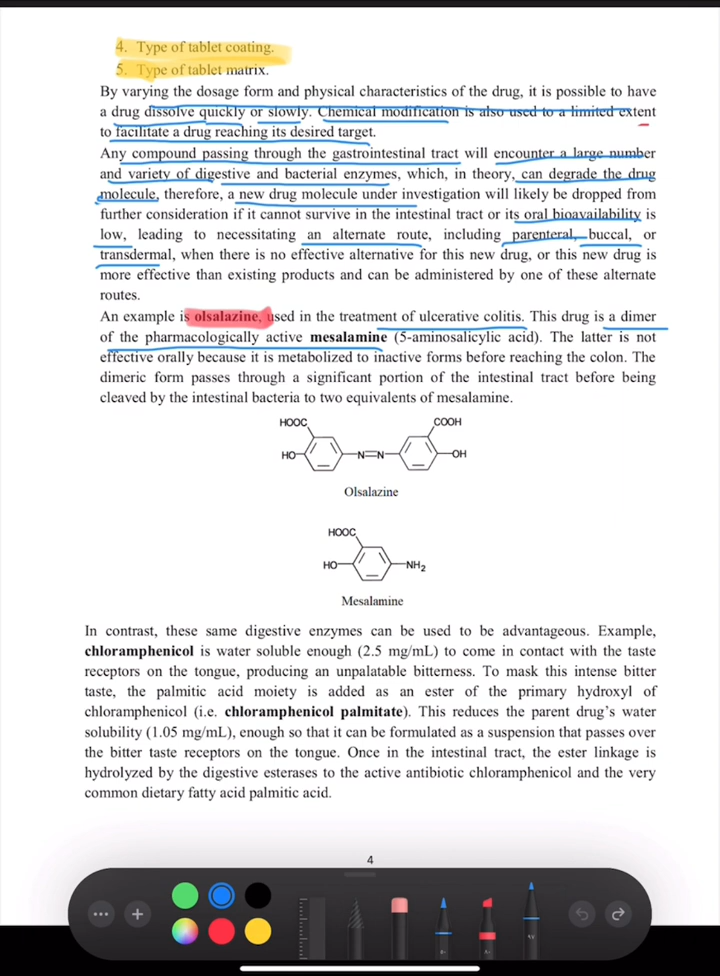 4. Type of tablet coating.
5. Type of tablet matrix.
By varying the dosage form and physical characteristics of the drug, it is possible to have
a drug dissolve quickly or slowly. Chemical modification is also used to a limited extent
to facilitate a drug reaching its desired target.
Any compound passing through the gastrointestinal tract will encounter a large number
and variety of digestive and bacterial enzymes, which, in theory, can degrade the drug
molecule, therefore, a new drug molecule under investigation will likely be dropped from
further consideration if it cannot survive in the intestinal tract or its oral bioavailability is
low, leading to necessitating an alternate route, including parenteral, buccal, or
transdermal, when there is no effective alternative for this new drug, or this new drug is
more effective than existing products and can be administered by one of these alternate
routes.
An example is olsalazine, used in the treatment of ulcerative colitis. This drug is a dimer
of the pharmacologically active mesalamine (5-aminosalicylic acid). The latter is not
effective orally because it is metabolized to inactive forms before reaching the colon. The
dimeric form passes through a significant portion of the intestinal tract before being
cleaved by the intestinal bacteria to two equivalents of mesalamine.
HOOC COOH
HO N=N OH
Olsalazine
HOOC
HO NH2
Mesalamine
In contrast, these same digestive enzymes can be used to be advantageous. Example,
chloramphenicol is water soluble enough (2.5 mg/mL) to come in contact with the taste
receptors on the tongue, producing an unpalatable bitterness. To mask this intense bitter
taste, the palmitic acid moiety is added as an ester of the primary hydroxyl of
chloramphenicol (i.e. chloramphenicol palmitate). This reduces the parent drug's water
solubility (1.05 mg/mL), enough so that it can be formulated as a suspension that passes over
the bitter taste receptors on the tongue. Once in the intestinal tract, the ester linkage is
hydrolyzed by the digestive esterases to the active antibiotic chloramphenicol and the very
common dietary fatty acid palmitic acid.
4